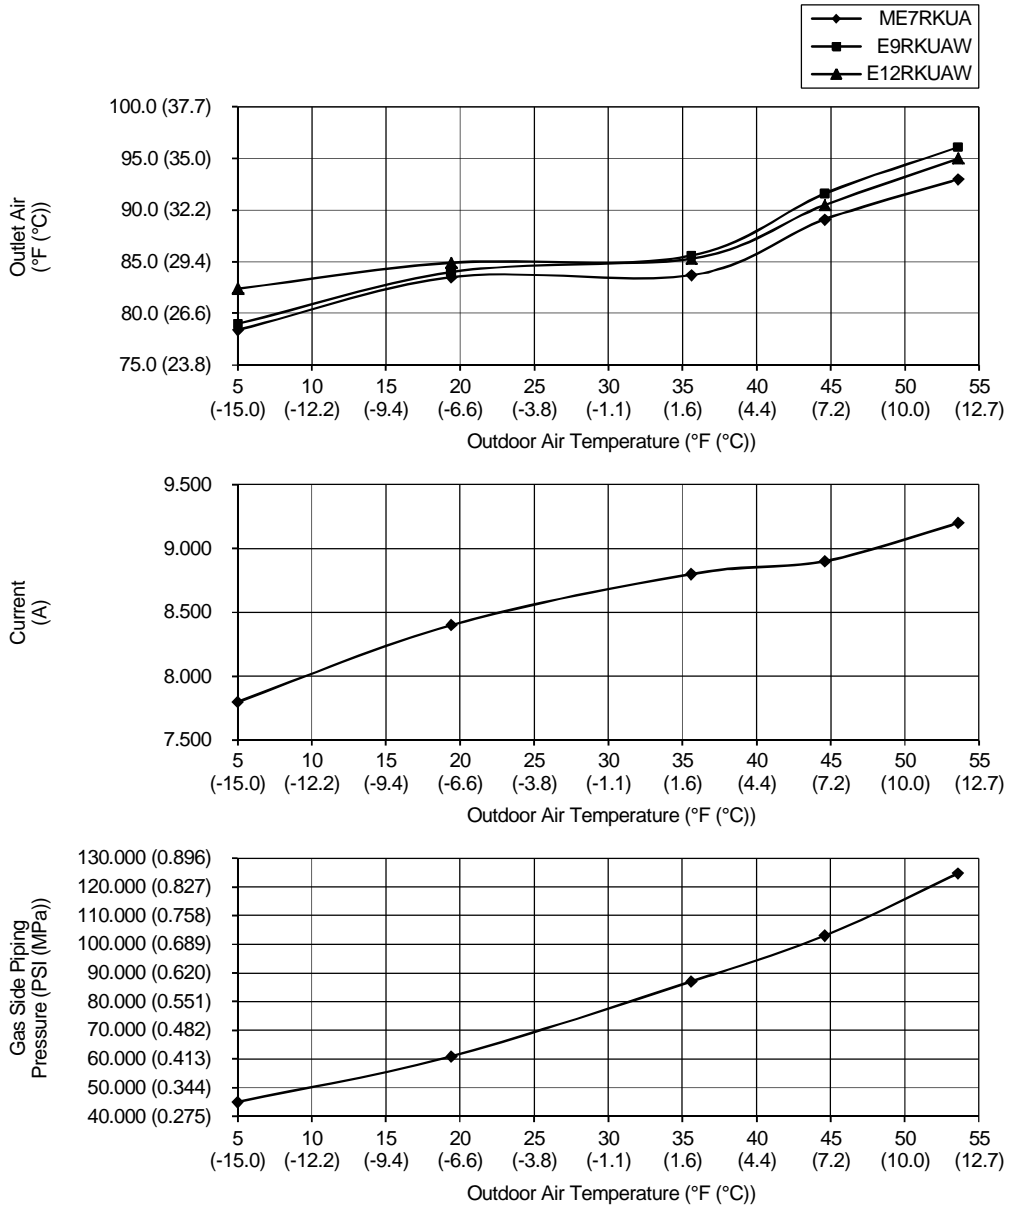 ME7RKUA
E9RKUAW
E12RKUAW
Outlet Air
(°F (°C))
100.0 (37.7)
95.0 (35.0)
90.0 (32.2)
85.0 (29.4)
80.0 (26.6)
75.0 (23.8)
5 10 15 20 25 30 35 40 45 50 55
(-15.0) (-12.2) (-9.4) (-6.6) (-3.8) (-1.1) (1.6) (4.4) (7.2) (10.0) (12.7)
Outdoor Air Temperature (°F (°C))
Current
(A)
9.500
9.000
8.500
8.000
7.500
5 10 15 20 25 30 35 40 45 50 55
(-15.0) (-12.2) (-9.4) (-6.6) (-3.8) (-1.1) (1.6) (4.4) (7.2) (10.0) (12.7)
Outdoor Air Temperature (°F (°C))
Gas Side Piping
Pressure (PSI (MPa))
130.000 (0.896)
120.000 (0.827)
110.000 (0.758)
100.000 (0.689)
90.000 (0.620)
80.000 (0.551)
70.000 (0.482)
60.000 (0.413)
50.000 (0.344)
40.000 (0.275)
5 10 15 20 25 30 35 40 45 50 55
(-15.0) (-12.2) (-9.4) (-6.6) (-3.8) (-1.1) (1.6) (4.4) (7.2) (10.0) (12.7)
Outdoor Air Temperature (°F (°C))